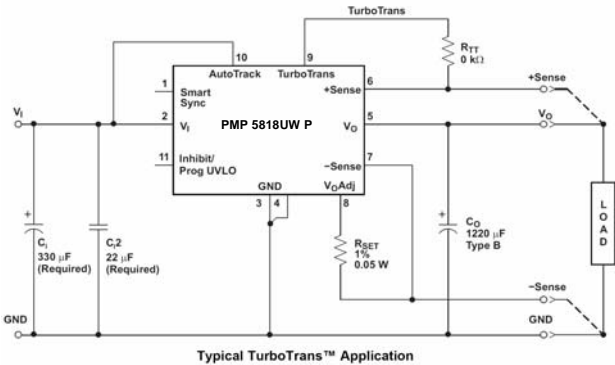 TurboTrans
10
9
AutoTrack
TurboTrans
R_TT
0 kΩ
1
Smart
Sync
6
+Sense
+Sense
V_I
2
V_I
PMP 5818UW P
V_O
5
V_O
11
Inhibit/
Prog UVLO
−Sense
7
GND
V_OAdj
3
4
8
+
C_I
330 μF
(Required)
C_I2
22 μF
(Required)
R_SET
1%
0.05 W
+
C_O
1220 μF
Type B
LOAD
−Sense
GND
GND
Typical TurboTrans™ Application